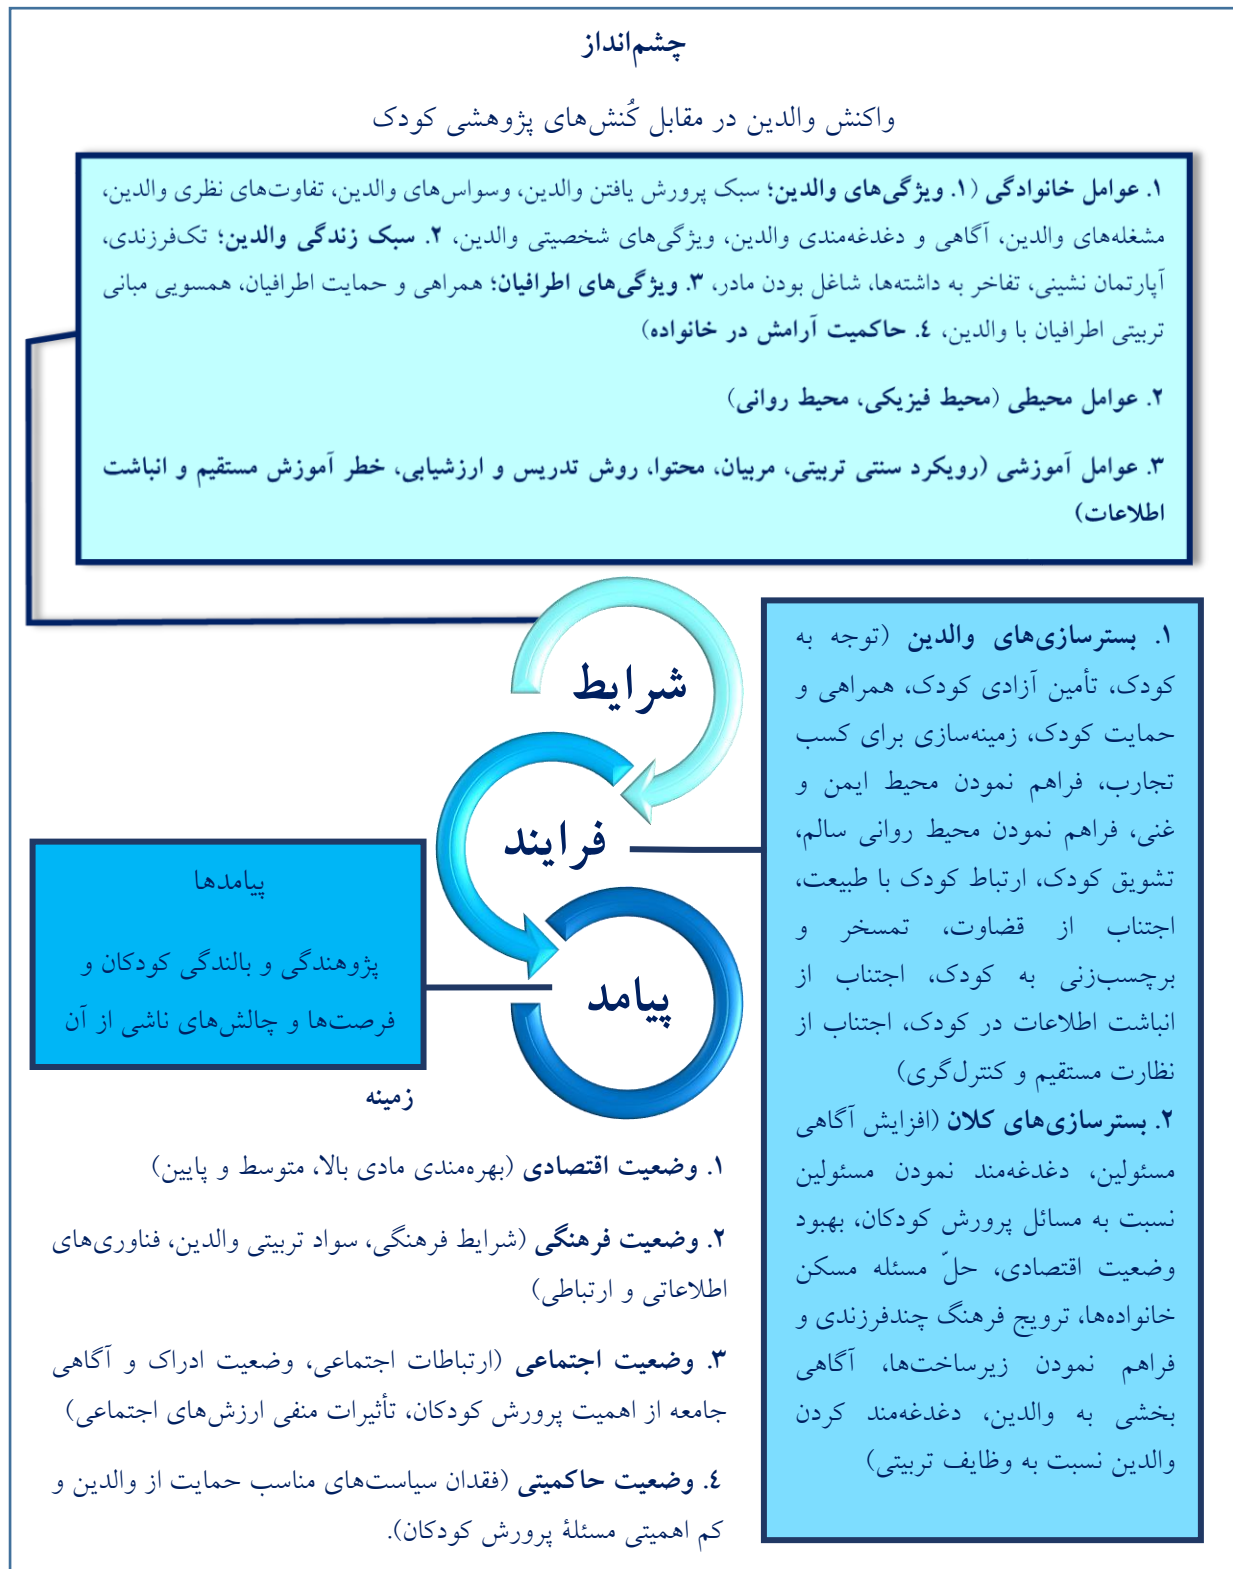 چشم‌انداز
واکنش والدین در مقابل کُنش‌های پژوهشی کودک
۱. عوامل خانوادگی (۱. ویژگی‌های والدین؛ سبک پرورش یافتن والدین، وسواس‌های والدین، تفاوت‌های نظری والدین،
مشغله‌های والدین، آگاهی و دغدغه‌مندی والدین، ویژگی‌های شخصیتی والدین، ۲. سبک زندگی والدین؛ تک‌فرزندی،
آپارتمان نشینی، تفاخر به داشته‌ها، شاغل بودن مادر، ۳. ویژگی‌های اطرافیان؛ همراهی و حمایت اطرافیان، همسویی مبانی
تربیتی اطرافیان با والدین، ٤. حاکمیت آرامش در خانواده)
۲. عوامل محیطی (محیط فیزیکی، محیط روانی)
۳. عوامل آموزشی (رویکرد سنتی تربیتی، مربیان، محتوا، روش تدریس و ارزشیابی، خطر آموزش مستقیم و انباشت
اطلاعات)
شرایط
فرایند
پیامد
۱. بسترسازی‌های والدین (توجه به
کودک، تأمین آزادی کودک، همراهی و
حمایت کودک، زمینه‌سازی برای کسب
تجارب، فراهم نمودن محیط ایمن و
غنی، فراهم نمودن محیط روانی سالم،
تشویق کودک، ارتباط کودک با طبیعت،
اجتناب از قضاوت، تمسخر و
برچسب‌زنی به کودک، اجتناب از
انباشت اطلاعات در کودک، اجتناب از
نظارت مستقیم و کنترل‌گری)
۲. بسترسازی‌های کلان (افزایش آگاهی
مسئولین، دغدغه‌مند نمودن مسئولین
نسبت به مسائل پرورش کودکان، بهبود
وضعیت اقتصادی، حلّ مسئله مسکن
خانواده‌ها، ترویج فرهنگ چندفرزندی و
فراهم نمودن زیرساخت‌ها، آگاهی
بخشی به والدین، دغدغه‌مند کردن
والدین نسبت به وظایف تربیتی)
پیامدها
پژوهندگی و بالندگی کودکان و
فرصت‌ها و چالش‌های ناشی از آن
زمینه
۱. وضعیت اقتصادی (بهره‌مندی مادی بالا، متوسط و پایین)
۲. وضعیت فرهنگی (شرایط فرهنگی، سواد تربیتی والدین، فناوری‌های
اطلاعاتی و ارتباطی)
۳. وضعیت اجتماعی (ارتباطات اجتماعی، وضعیت ادراک و آگاهی
جامعه از اهمیت پرورش کودکان، تأثیرات منفی ارزش‌های اجتماعی)
٤. وضعیت حاکمیتی (فقدان سیاست‌های مناسب حمایت از والدین و
کم اهمیتی مسئلهٔ پرورش کودکان).